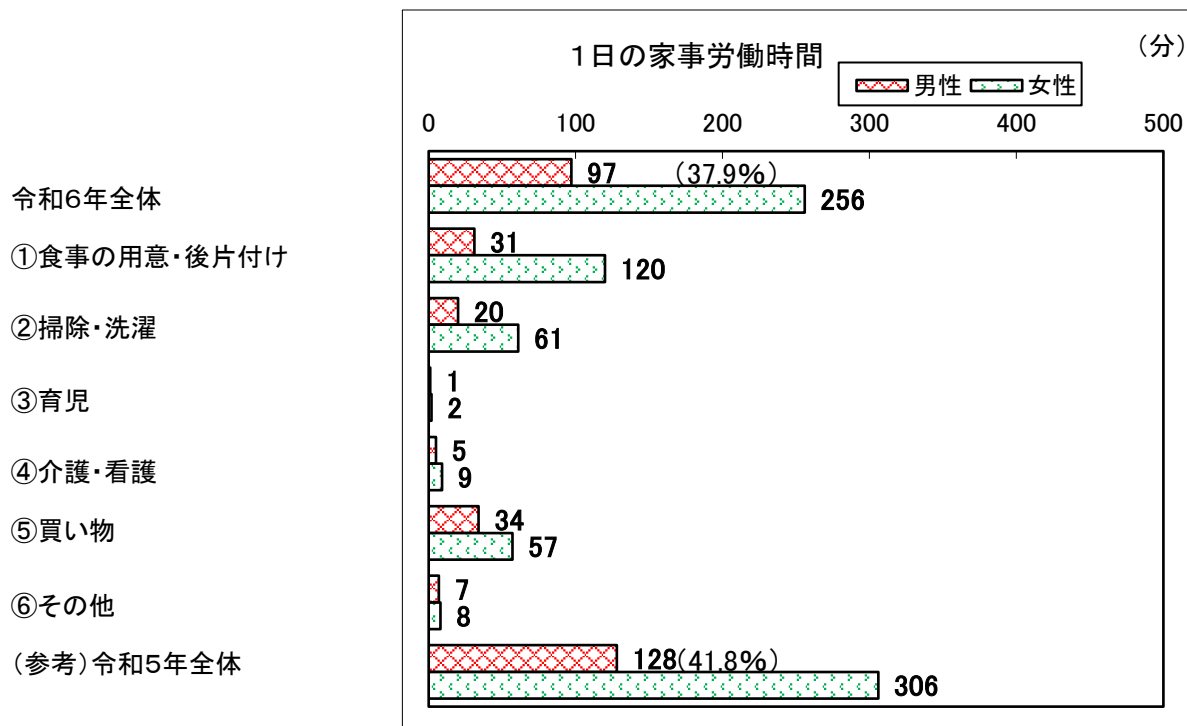 1日の家事労働時間
（分）
男性 女性
0 100 200 300 400 500
令和6年全体
97 （37.9%）
256
①食事の用意・後片付け
31
120
②掃除・洗濯
20
61
③育児
1
2
④介護・看護
5
9
⑤買い物
34
57
⑥その他
7
8
（参考）令和5年全体
128（41.8%）
306